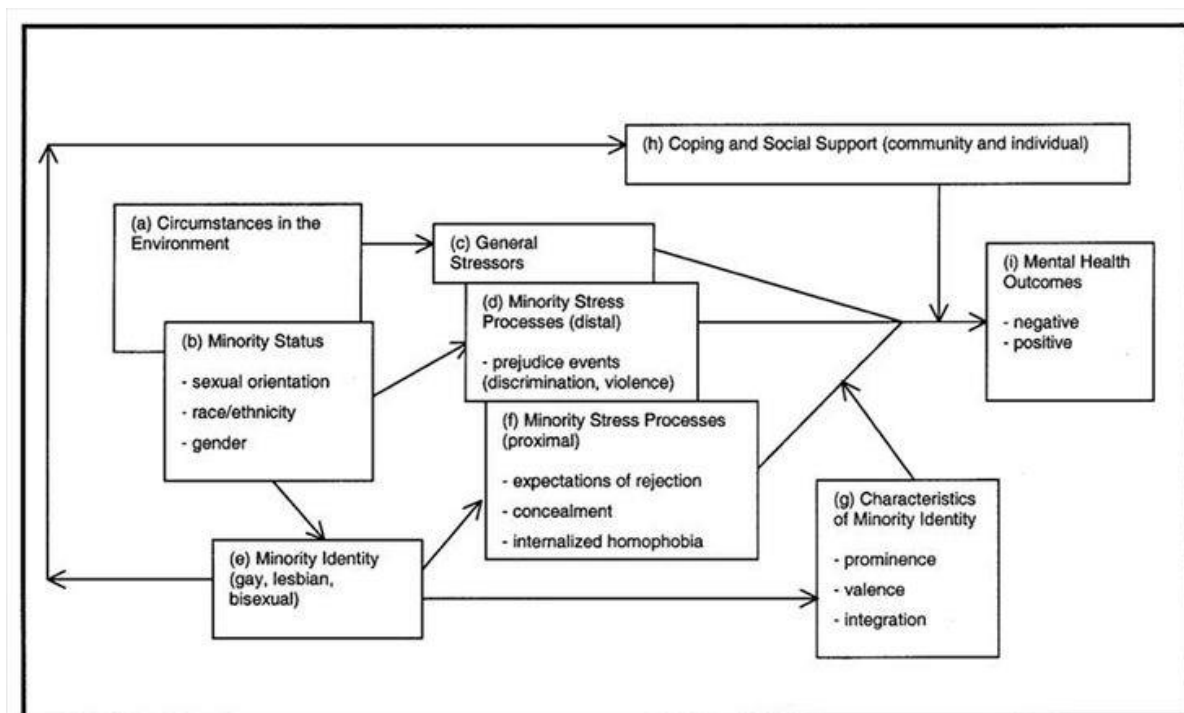 (h) Coping and Social Support (community and individual)
(a) Circumstances in the
Environment
(c) General
Stressors
(i) Mental Health
Outcomes
- negative
- positive
(d) Minority Stress
Processes (distal)
- prejudice events
(discrimination, violence)
(b) Minority Status
- sexual orientation
- race/ethnicity
- gender
(f) Minority Stress Processes
(proximal)
- expectations of rejection
- concealment
- internalized homophobia
(g) Characteristics
of Minority Identity
- prominence
- valence
- integration
(e) Minority Identity
(gay, lesbian,
bisexual)